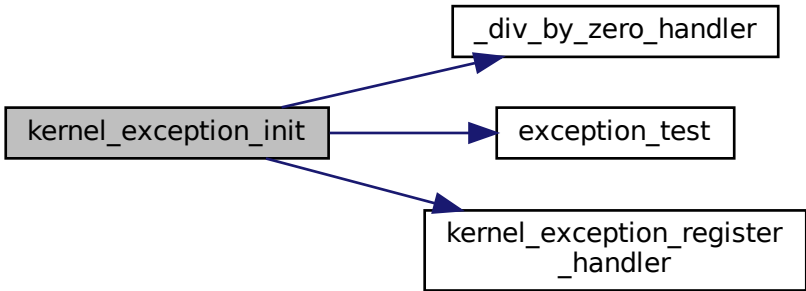 _div_by_zero_handler
kernel_exception_init
exception_test
kernel_exception_register
_handler